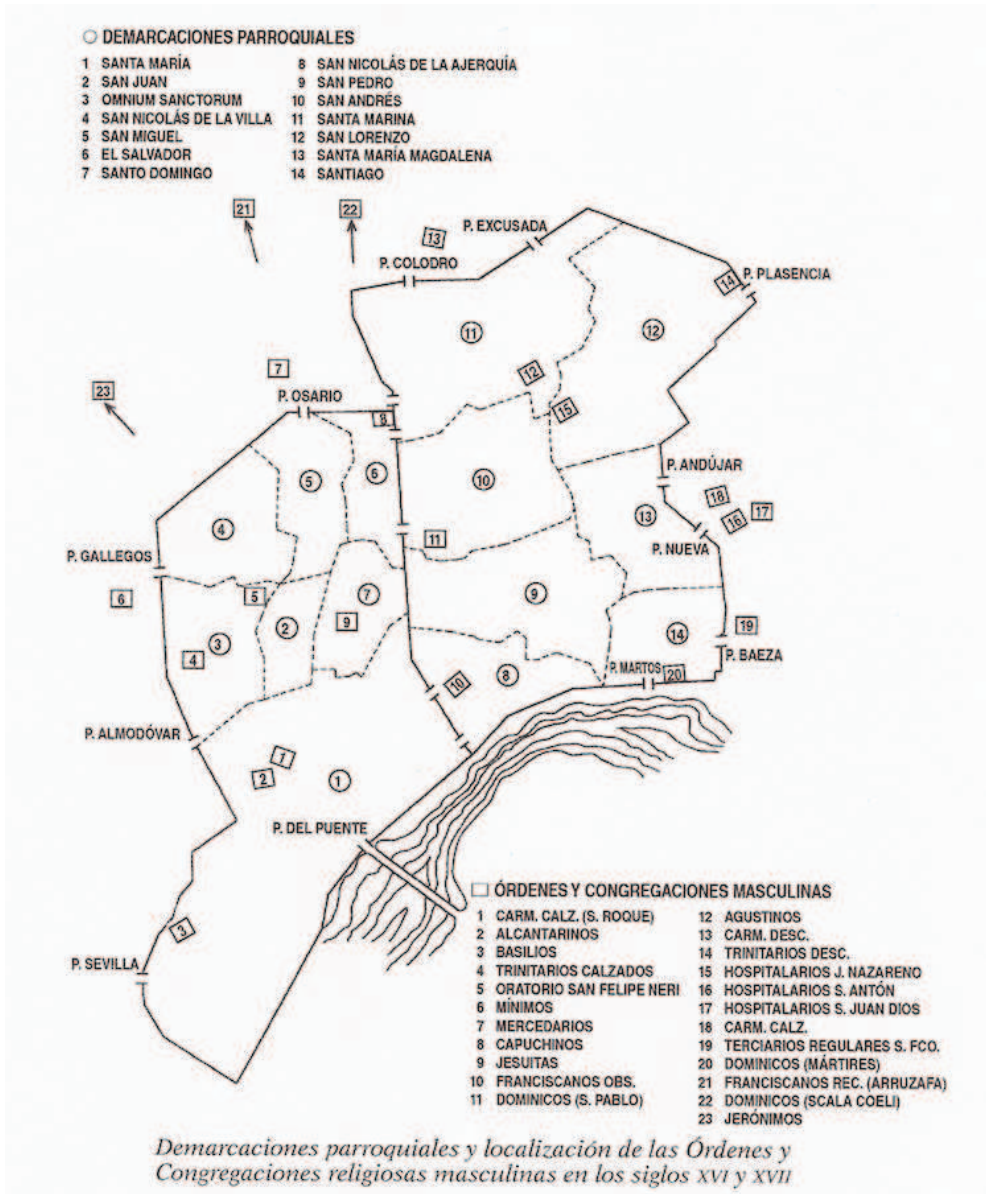 DEMARCACIONES PARROQUIALES
1 SANTA MARÍA
2 SAN JUAN
3 OMNIUM SANCTORUM
4 SAN NICOLÁS DE LA VILLA
5 SAN MIGUEL
6 EL SALVADOR
7 SANTO DOMINGO
8 SAN NICOLÁS DE LA AJERQUÍA
9 SAN PEDRO
10 SAN ANDRÉS
11 SANTA MARINA
12 SAN LORENZO
13 SANTA MARÍA MAGDALENA
14 SANTIAGO
21
22
13
P. EXCUSADA
P. COLODRO
14
P. PLASENCIA
11
12
7
12
23
P. OSARIO
8
15
P. ANDÚJAR
6
5
10
18
4
13
16
17
11
P. NUEVA
P. GALLEGOS
6
5
7
9
9
2
3
4
14
19
P. BAEZA
P. MARTOS
20
8
10
P. ALMODÓVAR
1
2
1
P. DEL PUENTE
3
P. SEVILLA
ÓRDENES Y CONGREGACIONES MASCULINAS
1 CARM. CALZ. (S. ROQUE)
2 ALCANTARINOS
3 BASILIOS
4 TRINITARIOS CALZADOS
5 ORATORIO SAN FELIPE NERI
6 MÍNIMOS
7 MERCEDARIOS
8 CAPUCHINOS
9 JESUITAS
10 FRANCISCANOS OBS.
11 DOMINICOS (S. PABLO)
12 AGUSTINOS
13 CARM. DESC.
14 TRINITARIOS DESC.
15 HOSPITALARIOS J. NAZARENO
16 HOSPITALARIOS S. ANTÓN
17 HOSPITALARIOS S. JUAN DIOS
18 CARM. CALZ.
19 TERCIARIOS REGULARES S. FCO.
20 DOMINICOS (MÁRTIRES)
21 FRANCISCANOS REC. (ARRUZAFA)
22 DOMINICOS (SCALA COELI)
23 JERÓNIMOS
Demarcaciones parroquiales y localización de las Órdenes y
Congregaciones religiosas masculinas en los siglos XVI y XVII